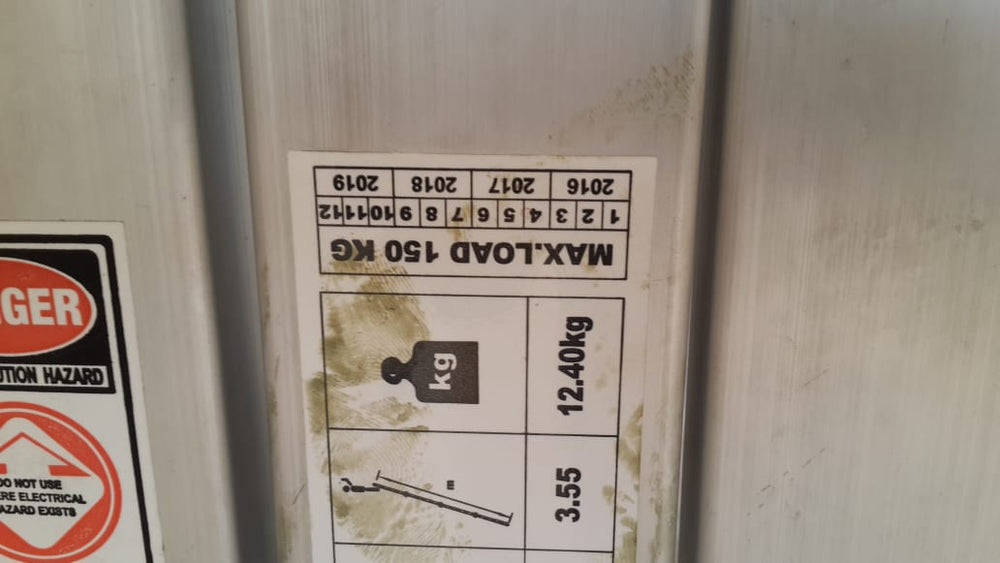 GER
UTION HAZARD
DO NOT USE
ERE ELECTRICAL
AZARD EXISTS
MAX.LOAD 150 KG
1 2 3 4 5 6 7 8 9 10 11 12
2016 2017 2018 2019
kg
12.40kg
m
3.55